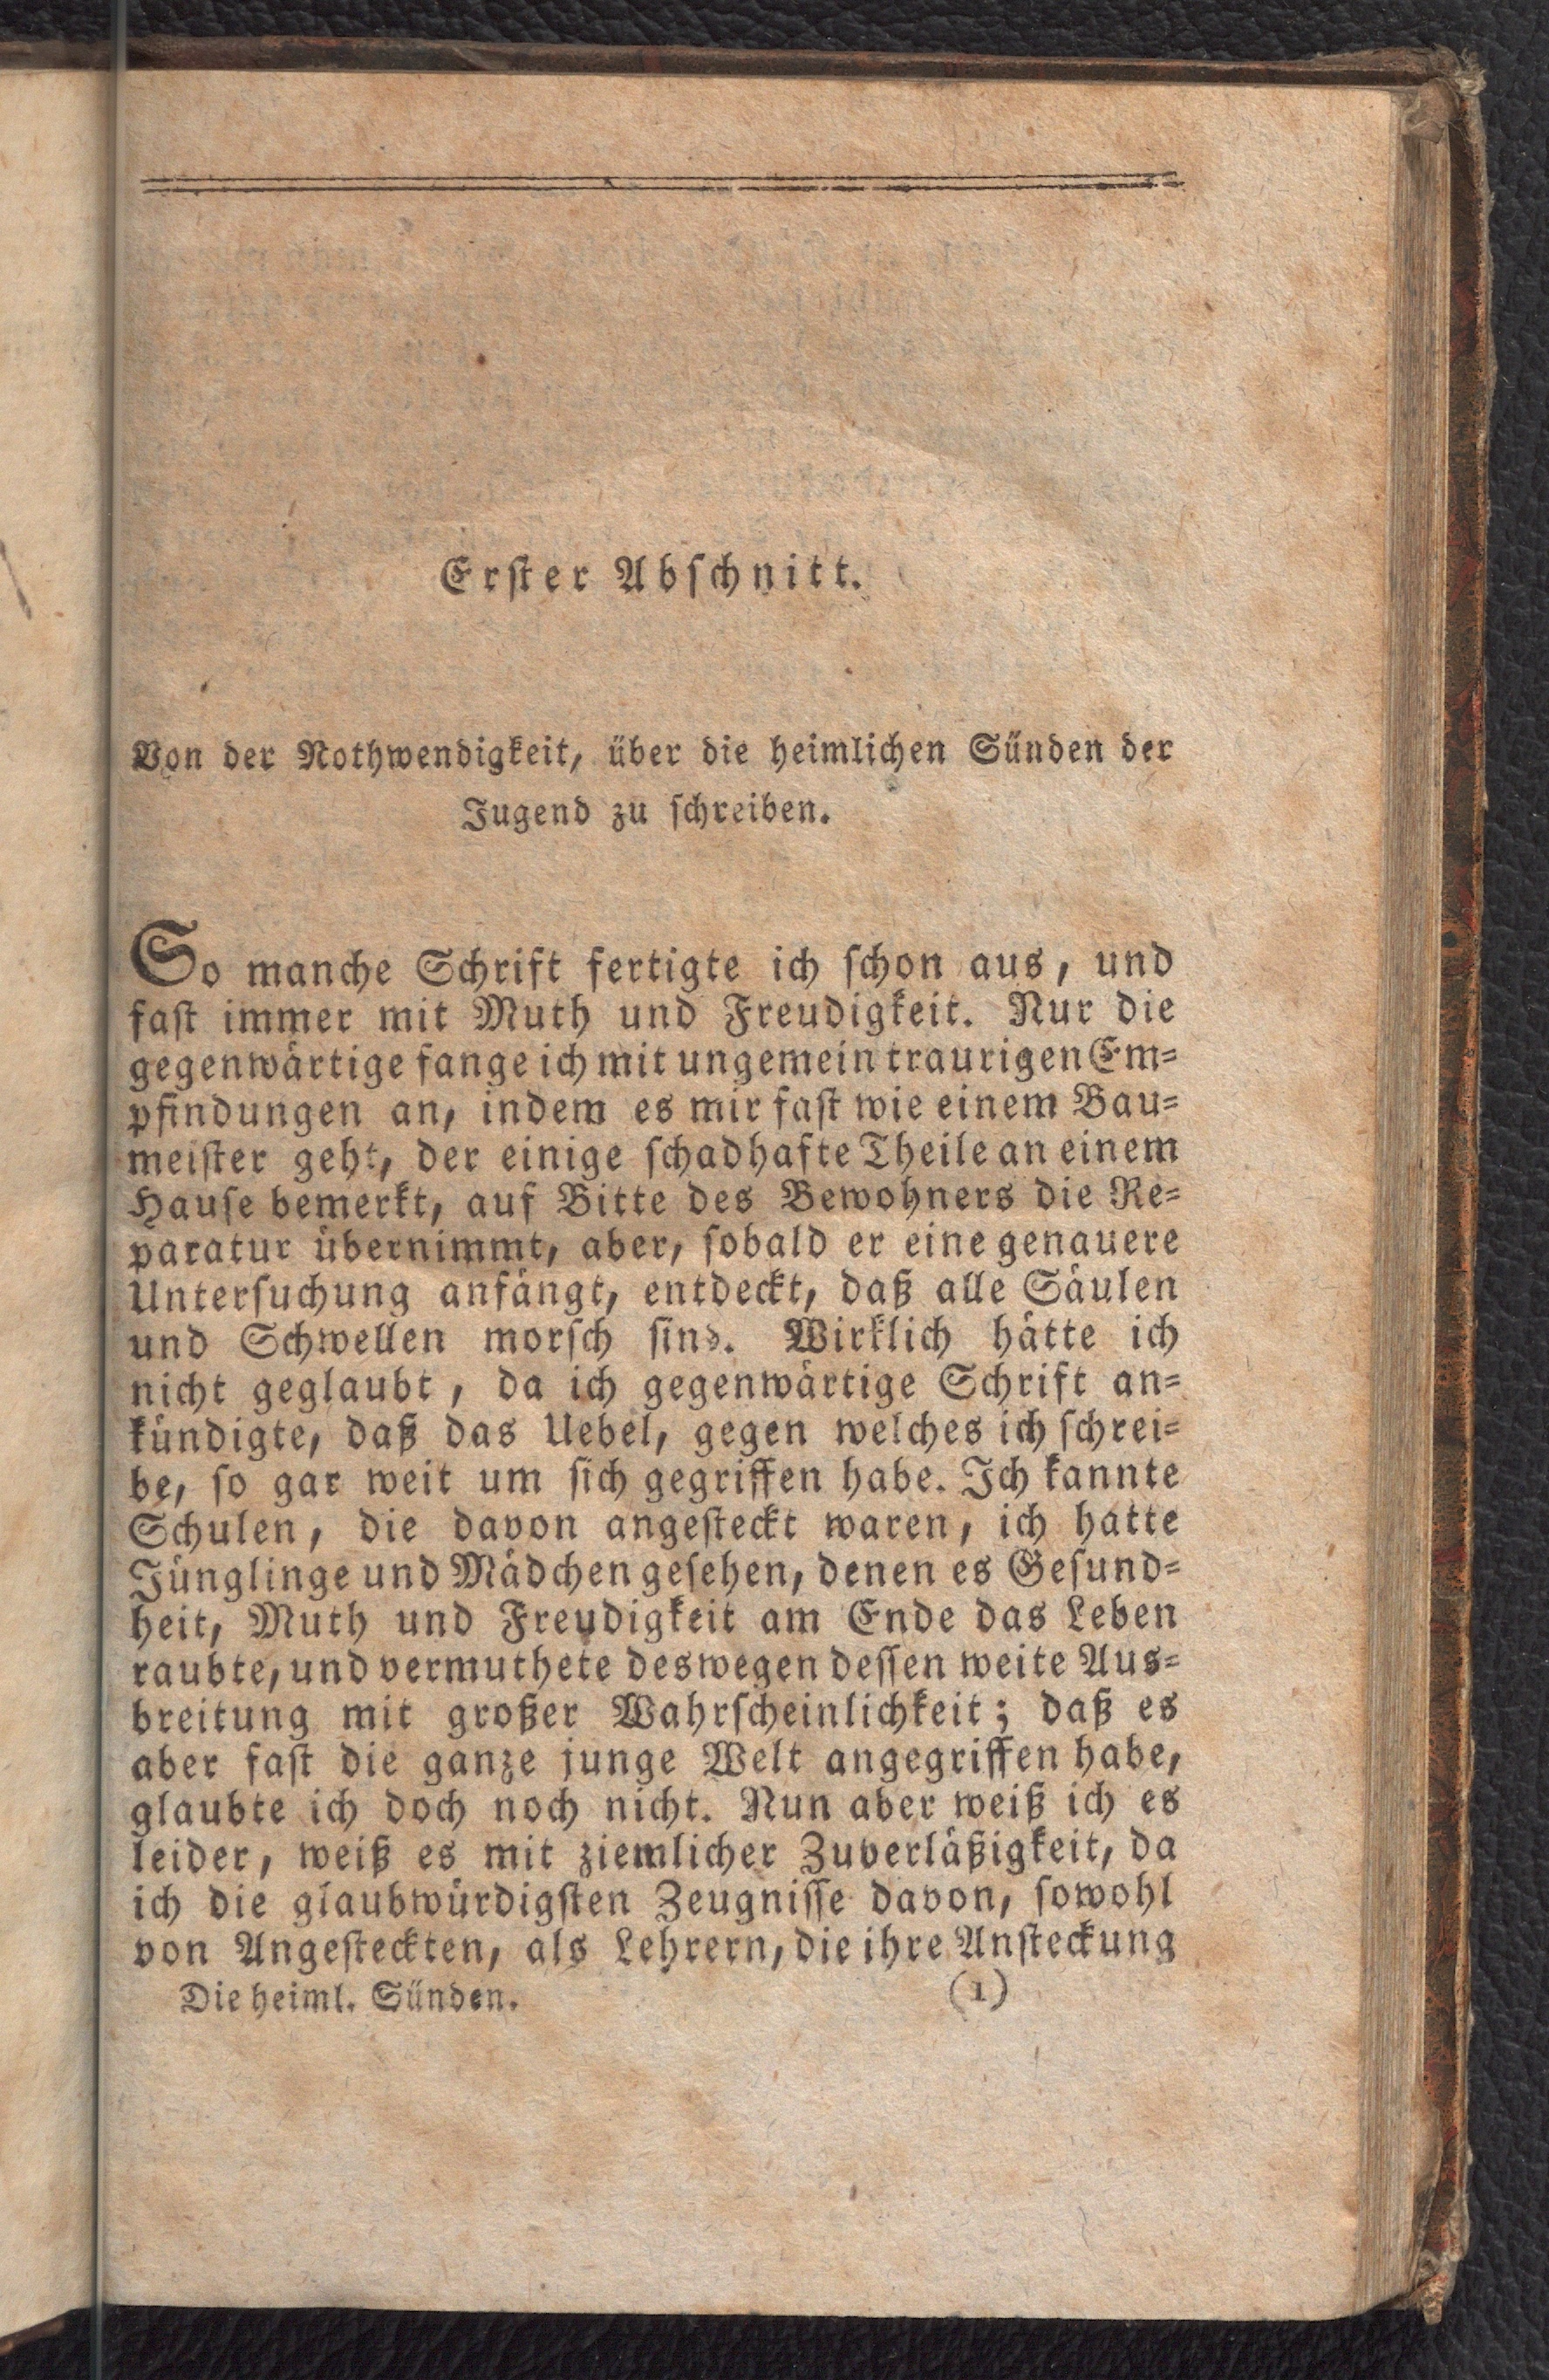 Erſter Abſchnitt.
Von der Nothwendigkeit, über die heimlichen Sünden der
Jugend zu ſchreiben.
So manche Schrift fertigte ich ſchon aus, und
faſt immer mit Muth und Freudigkeit. Nur die
gegenwärtige fange ich mit ungemein traurigen Em-
pfindungen an, indem es mir faſt wie einem Bau-
meiſter geht, der einige ſchadhafte Theile an einem
Hauſe bemerkt, auf Bitte des Bewohners die Re-
paratur übernimmt, aber, ſobald er eine genauere
Unterſuchung anfängt, entdeckt, daß alle Säulen
und Schwellen morſch ſind. Wirklich hätte ich
nicht geglaubt, da ich gegenwärtige Schrift an-
kündigte, daß das Uebel, gegen welches ich ſchrei-
be, ſo gar weit um ſich gegriffen habe. Ich kannte
Schulen, die davon angeſteckt waren, ich hatte
Jünglinge und Mädchen geſehen, denen es Geſund-
heit, Muth und Freudigkeit am Ende das Leben
raubte, und vermuthete deswegen deſſen weite Aus-
breitung mit großer Wahrſcheinlichkeit; daß es
aber faſt die ganze junge Welt angegriffen habe,
glaubte ich doch noch nicht. Nun aber weiß ich es
leider, weiß es mit ziemlicher Zuverläßigkeit, da
ich die glaubwürdigſten Zeugniſſe davon, ſowohl
von Angeſteckten, als Lehrern, die ihre Anſteckung
Die heiml. Sünden. (1)